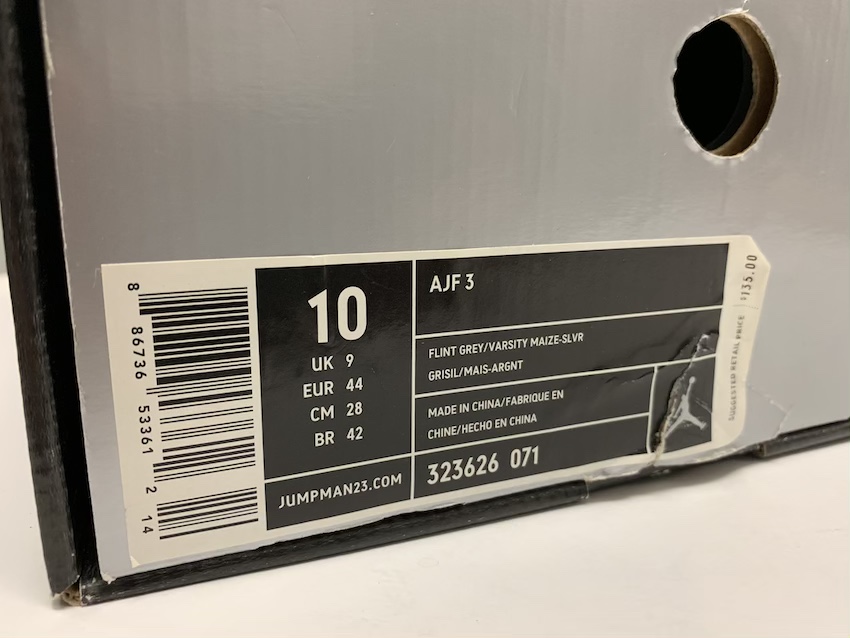 8 86736 53361 2 14
10
UK 9
EUR 44
CM 28
BR 42
JUMPMAN23.COM
AJF 3
FLINT GREY/VARSITY MAIZE-SLVR
GRISIL/MAIS-ARGNT
MADE IN CHINA/FABRIQUE EN
CHINE/HECHO EN CHINA
323626 071
SUGGESTED RETAIL PRICE $135.00